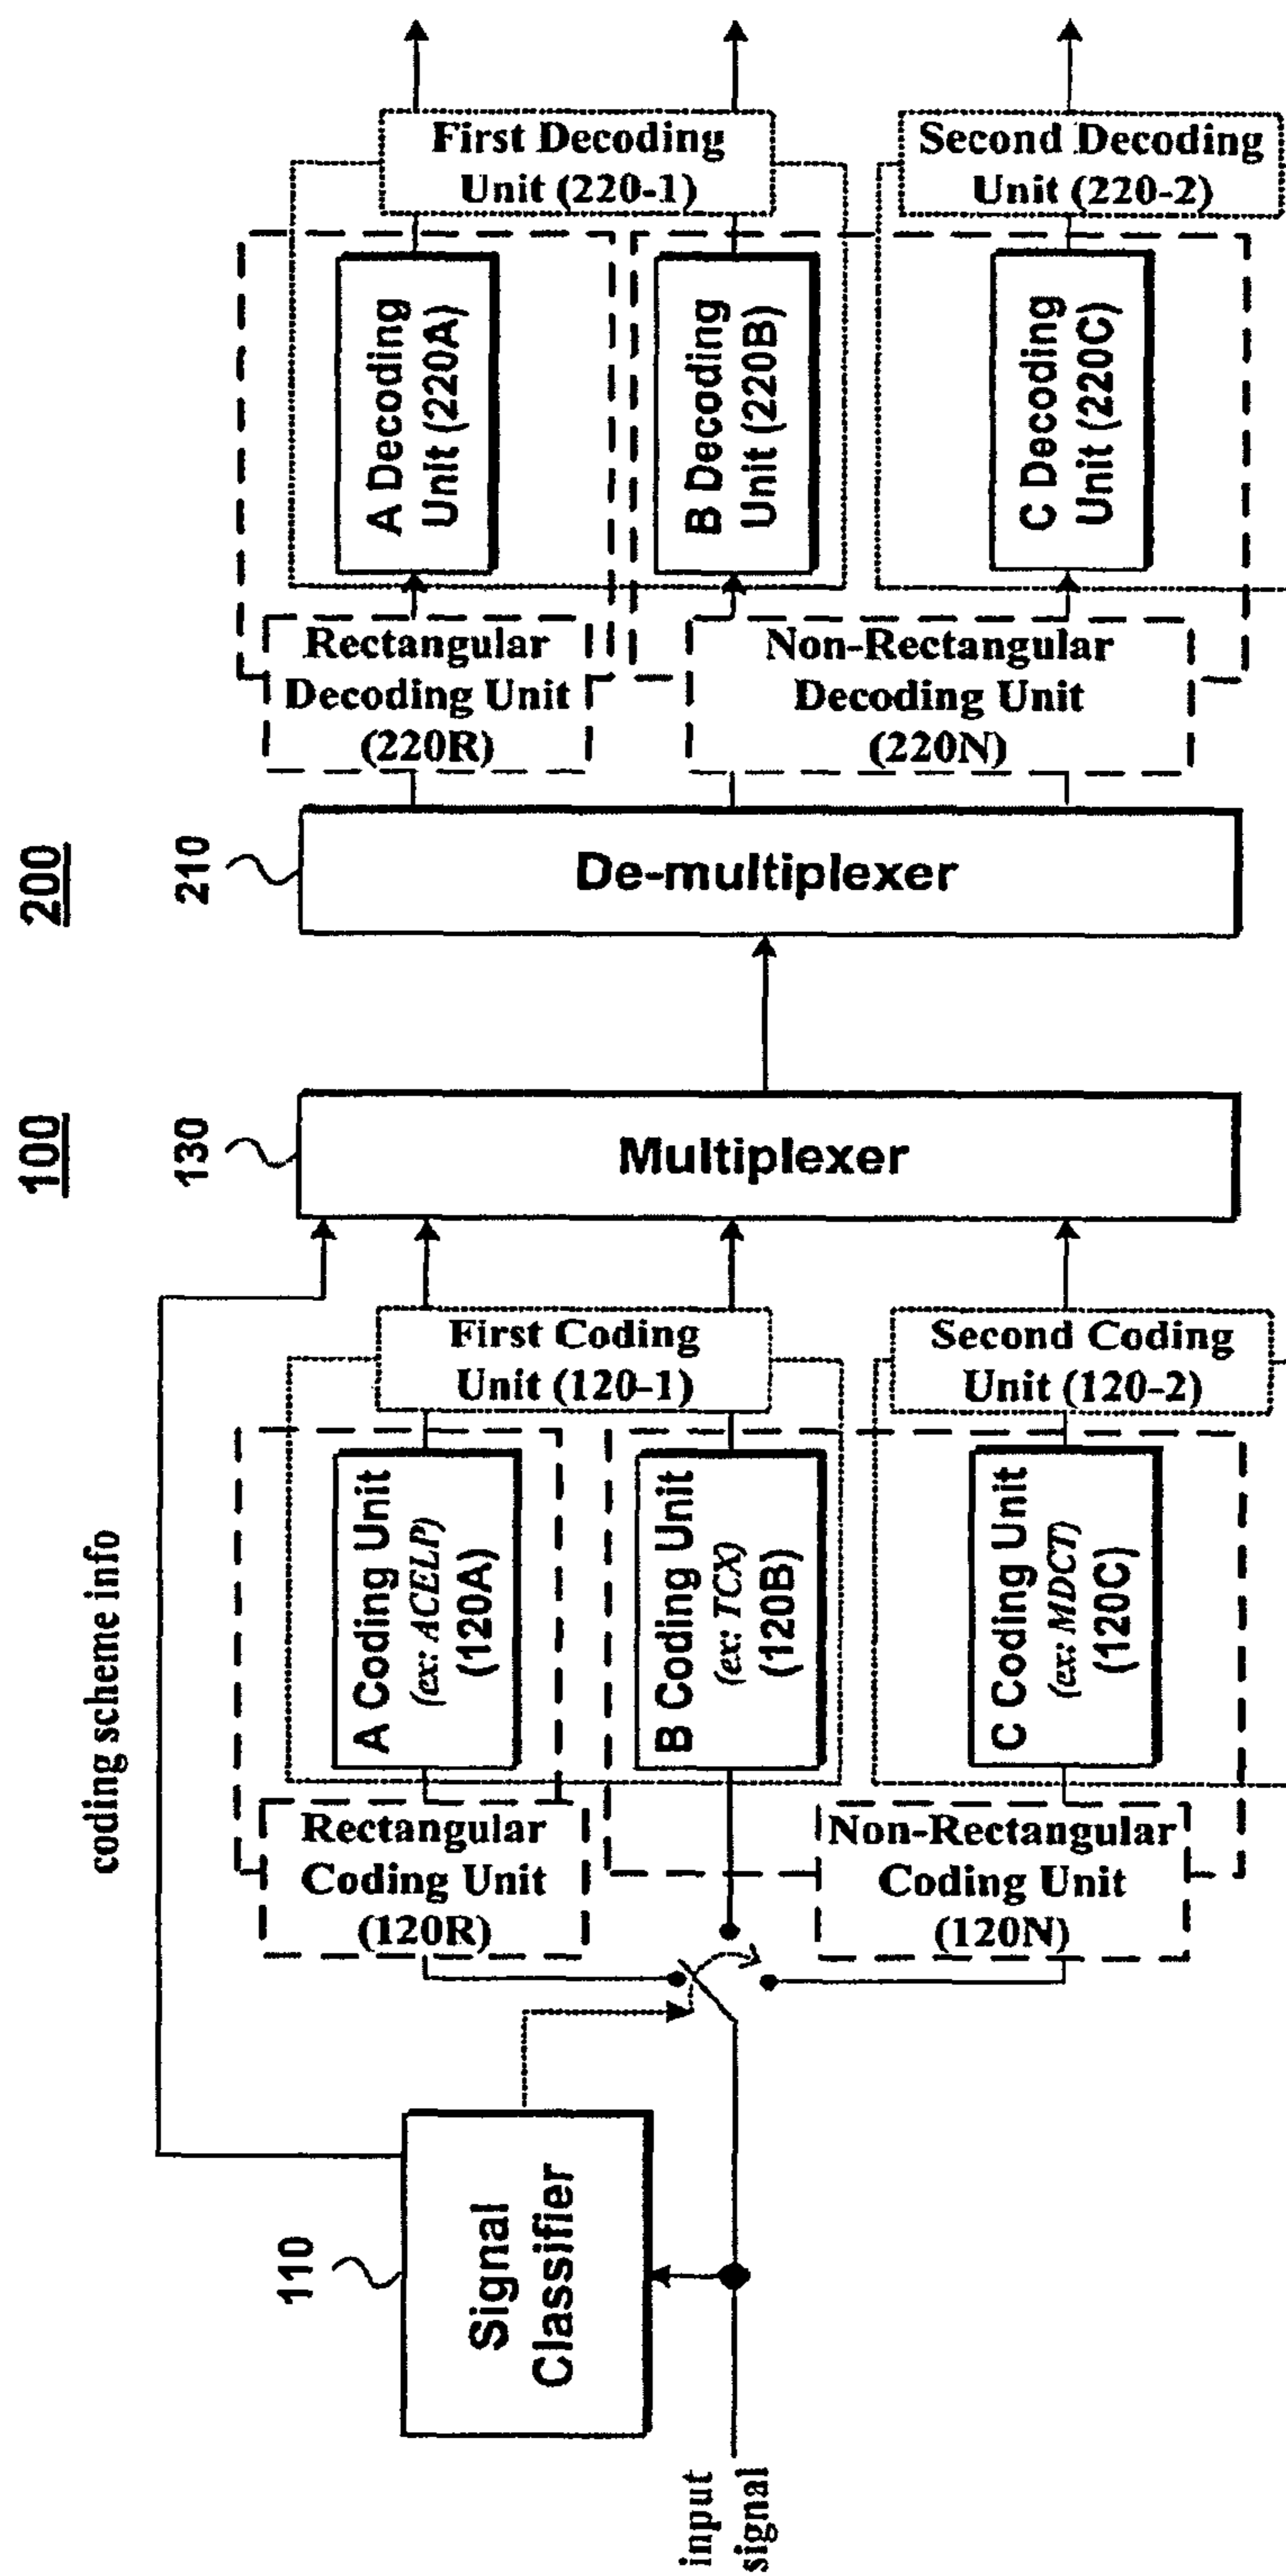 100
200
coding scheme info
110
130
210
Signal
Classifier
input
signal
Rectangular
Coding Unit
(120R)
A Coding Unit
(ex: ACELP)
(120A)
First Coding
Unit (120-1)
B Coding Unit
(ex: TCX)
(120B)
Non-Rectangular
Coding Unit
(120N)
C Coding Unit
(ex: MDCT)
(120C)
Second Coding
Unit (120-2)
Multiplexer
De-multiplexer
Rectangular
Decoding Unit
(220R)
A Decoding
Unit (220A)
First Decoding
Unit (220-1)
B Decoding
Unit (220B)
Non-Rectangular
Decoding Unit
(220N)
C Decoding
Unit (220C)
Second Decoding
Unit (220-2)